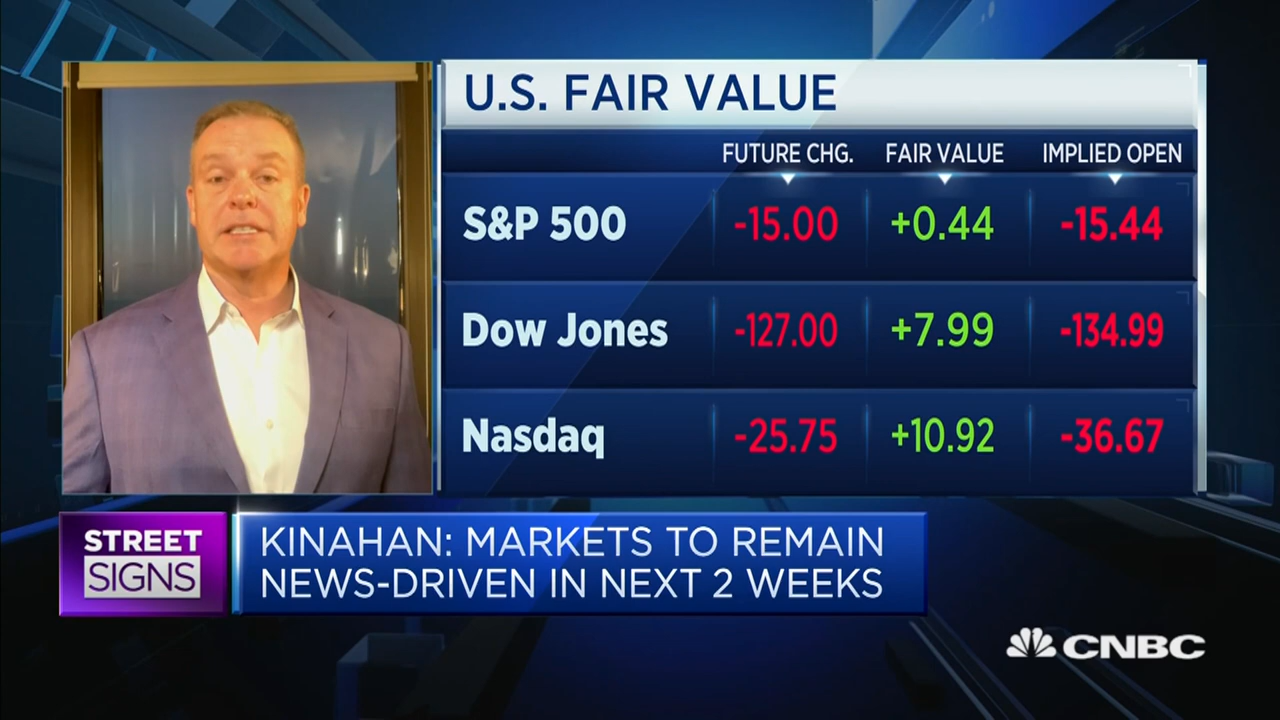 U.S. FAIR VALUE
FUTURE CHG. FAIR VALUE IMPLIED OPEN
S&P 500 -15.00 +0.44 -15.44
Dow Jones -127.00 +7.99 -134.99
Nasdaq -25.75 +10.92 -36.67
STREET
SIGNS
KINAHAN: MARKETS TO REMAIN
NEWS-DRIVEN IN NEXT 2 WEEKS
CNBC